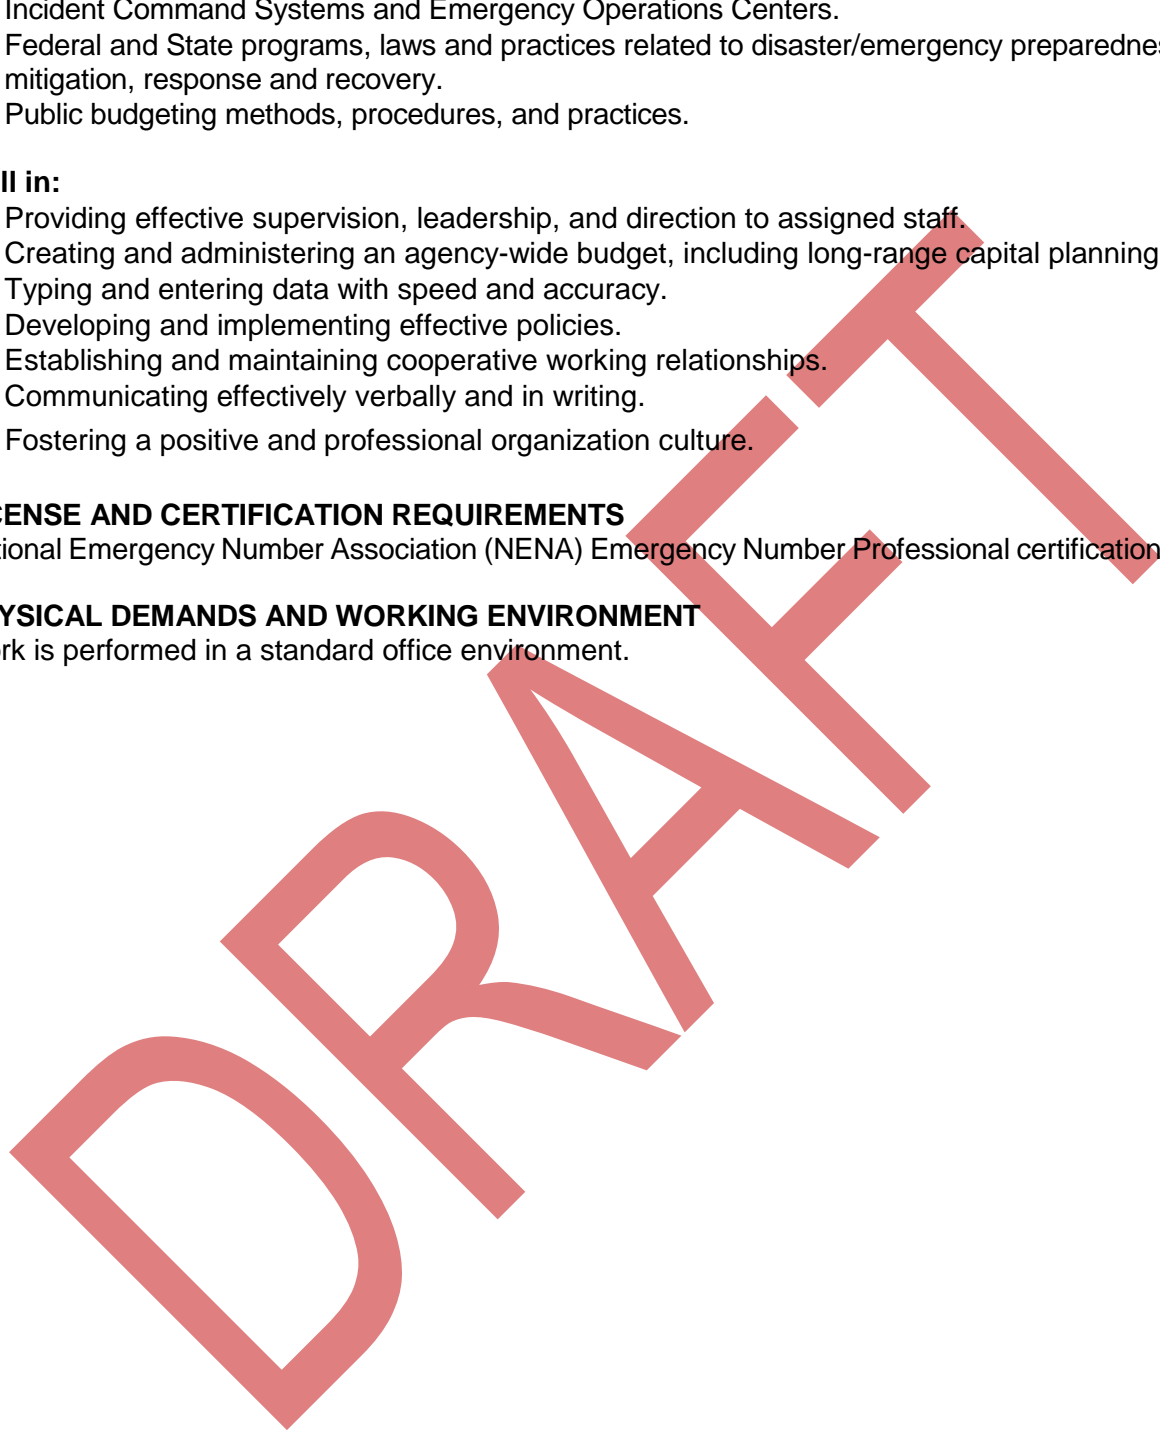 Incident Command Systems and Emergency Operations Centers.
Federal and State programs, laws and practices related to disaster/emergency preparednes
mitigation, response and recovery.
Public budgeting methods, procedures, and practices.
ll in:
Providing effective supervision, leadership, and direction to assigned staff.
Creating and administering an agency-wide budget, including long-range capital planning
Typing and entering data with speed and accuracy.
Developing and implementing effective policies.
Establishing and maintaining cooperative working relationships.
Communicating effectively verbally and in writing.
Fostering a positive and professional organization culture.
CENSE AND CERTIFICATION REQUIREMENTS
tional Emergency Number Association (NENA) Emergency Number Professional certification
YSICAL DEMANDS AND WORKING ENVIRONMENT
rk is performed in a standard office environment.
DRAFT